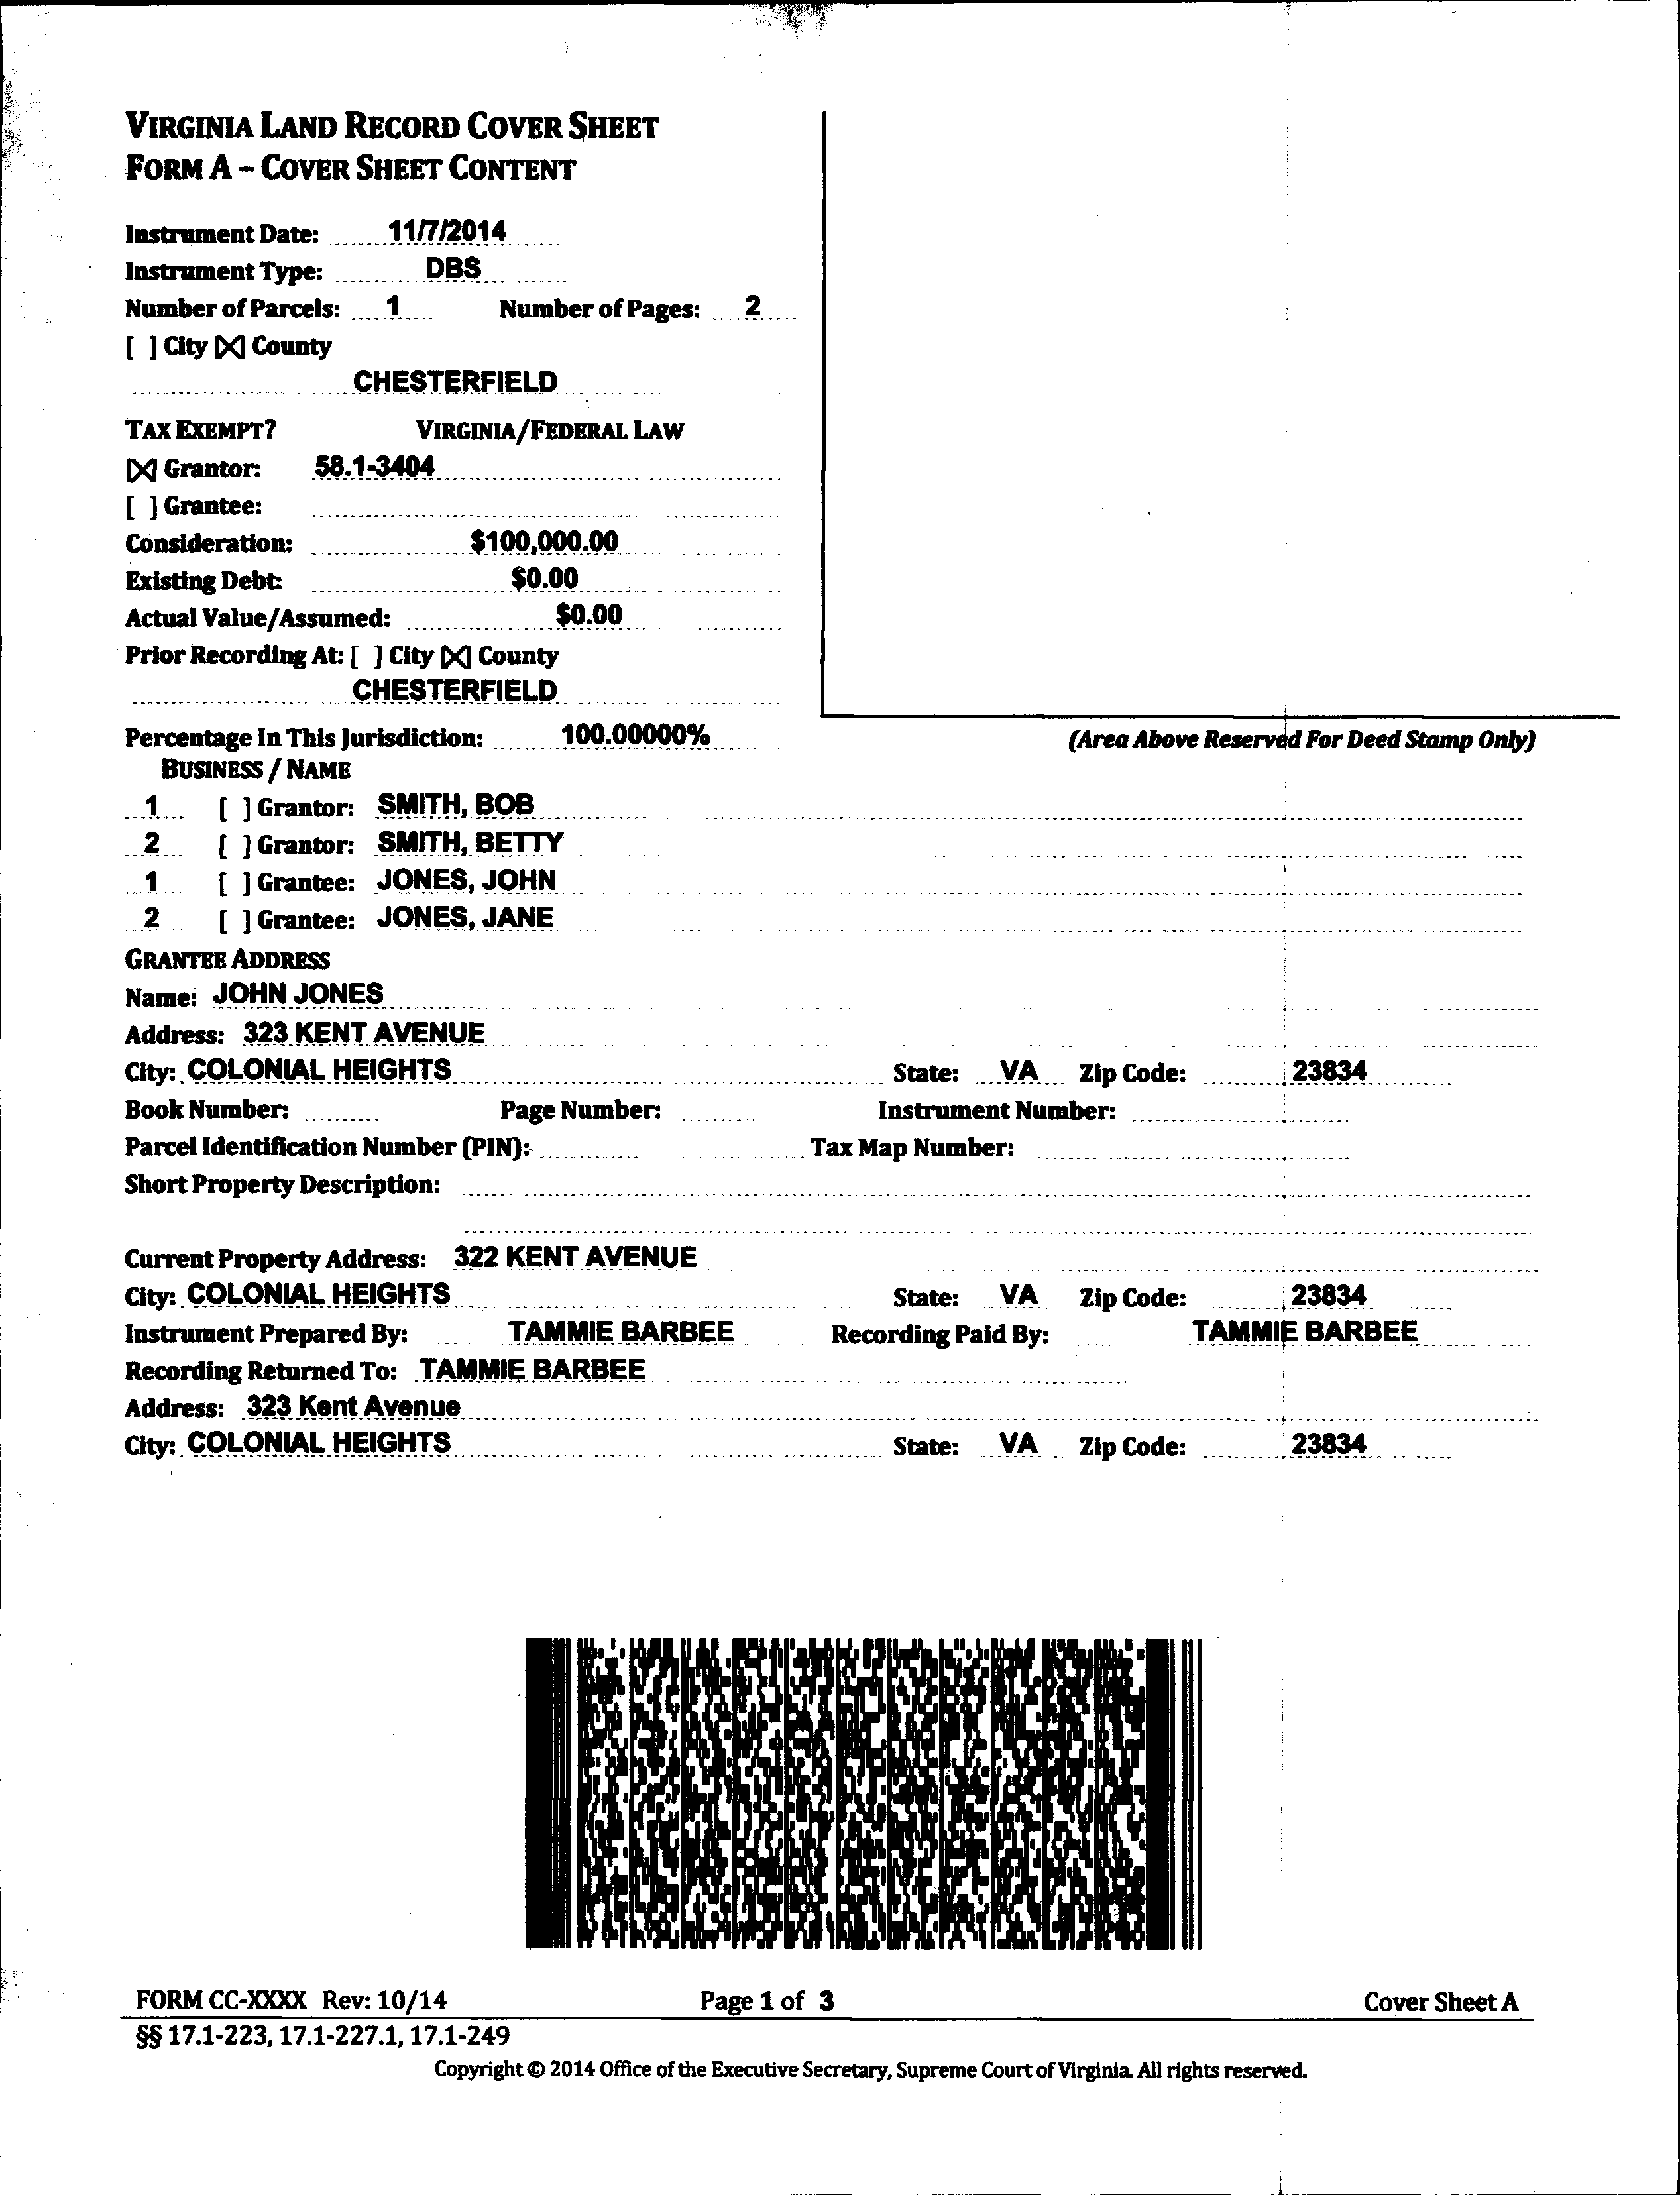 VIRGINIA LAND RECORD COVER SHEET
FORM A – COVER SHEET CONTENT
Instrument Date: 11/7/2014
Instrument Type: DBS
Number of Parcels: 1 Number of Pages: 2
[ ] City [X] County
CHESTERFIELD
TAX EXEMPT? VIRGINIA/FEDERAL LAW
[X] Grantor: 58.1-3404
[ ] Grantee:
Consideration: $100,000.00
Existing Debt: $0.00
Actual Value/Assumed: $0.00
Prior Recording At: [ ] City [X] County
CHESTERFIELD
Percentage In This Jurisdiction: 100.00000%
(Area Above Reserved For Deed Stamp Only)
BUSINESS / NAME
1 [ ] Grantor: SMITH, BOB
2 [ ] Grantor: SMITH, BETTY
1 [ ] Grantee: JONES, JOHN
2 [ ] Grantee: JONES, JANE
GRANTEE ADDRESS
Name: JOHN JONES
Address: 323 KENT AVENUE
City: COLONIAL HEIGHTS State: VA Zip Code: 23834
Book Number: Page Number: Instrument Number:
Parcel Identification Number (PIN): Tax Map Number:
Short Property Description:
Current Property Address: 322 KENT AVENUE
City: COLONIAL HEIGHTS State: VA Zip Code: 23834
Instrument Prepared By: TAMMIE BARBEE Recording Paid By: TAMMIE BARBEE
Recording Returned To: TAMMIE BARBEE
Address: 323 Kent Avenue
City: COLONIAL HEIGHTS State: VA Zip Code: 23834
FORM CC-XXXX Rev: 10/14 Page 1 of 3 Cover Sheet A
§§ 17.1-223, 17.1-227.1, 17.1-249
Copyright © 2014 Office of the Executive Secretary, Supreme Court of Virginia. All rights reserved.